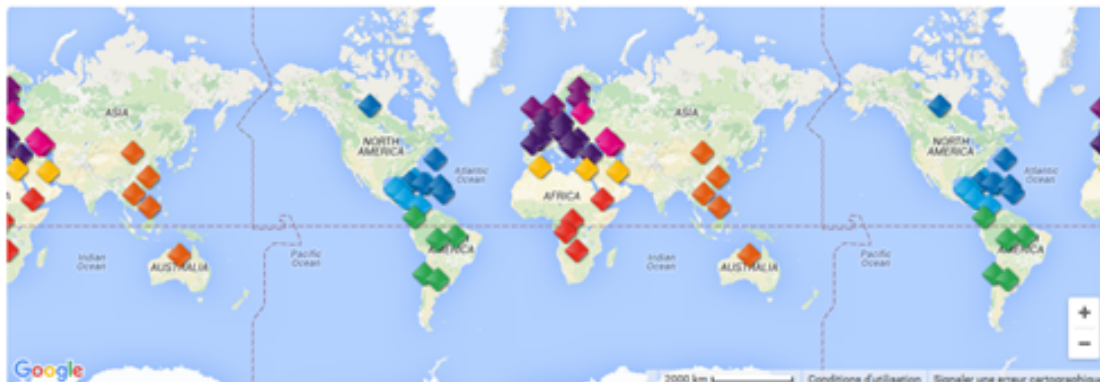 ASIA
NORTH
AMERICA
Atlantic
Ocean
Indian
Ocean
AUSTRALIA
Pacific
Ocean
AFRICA
ASIA
NORTH
AMERICA
Atlantic
Ocean
AMERICA
Indian
Ocean
AUSTRALIA
Pacific
Ocean
Google
2000 km
Conditions d'utilisation
Signaler une erreur cartographique
+
−